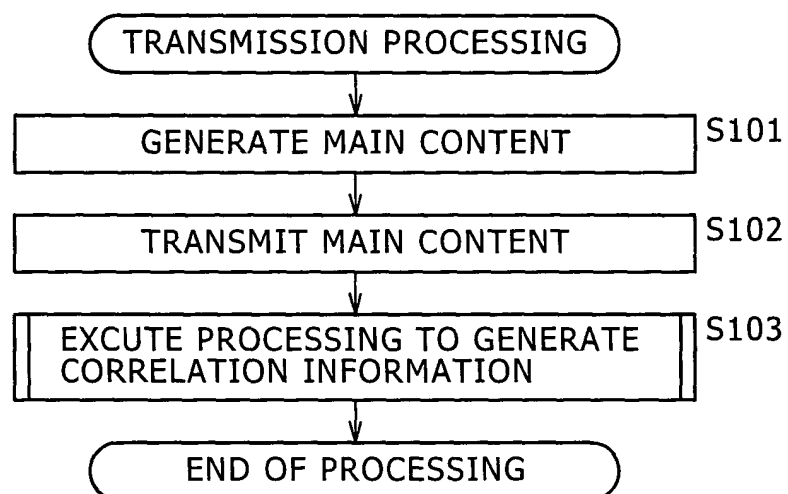 TRANSMISSION PROCESSING
GENERATE MAIN CONTENT
S101
TRANSMIT MAIN CONTENT
S102
EXCUTE PROCESSING TO GENERATE
CORRELATION INFORMATION
S103
END OF PROCESSING